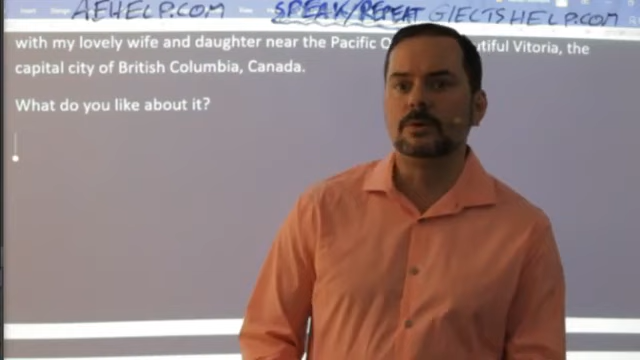 AEHELP.COM SPEAK/REPEAT GIELTSHELP.COM
with my lovely wife and daughter near the Pacific O utiful Vitoria, the
capital city of British Columbia, Canada.
What do you like about it?